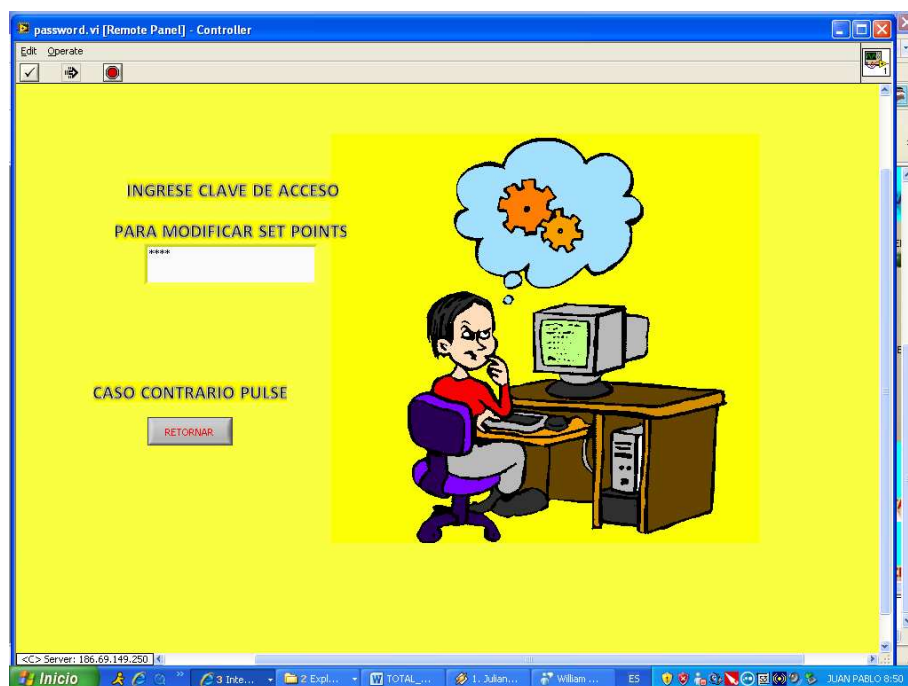 password.vi [Remote Panel] - Controller
Edit Operate
1
INGRESE CLAVE DE ACCESO
PARA MODIFICAR SET POINTS
****
CASO CONTRARIO PULSE
RETORNAR
<C> Server: 186.69.149.250
Inicio
3 Inte...
2 Expl...
TOTAL_...
1. Julian...
William ...
ES
JUAN PABLO 8:50